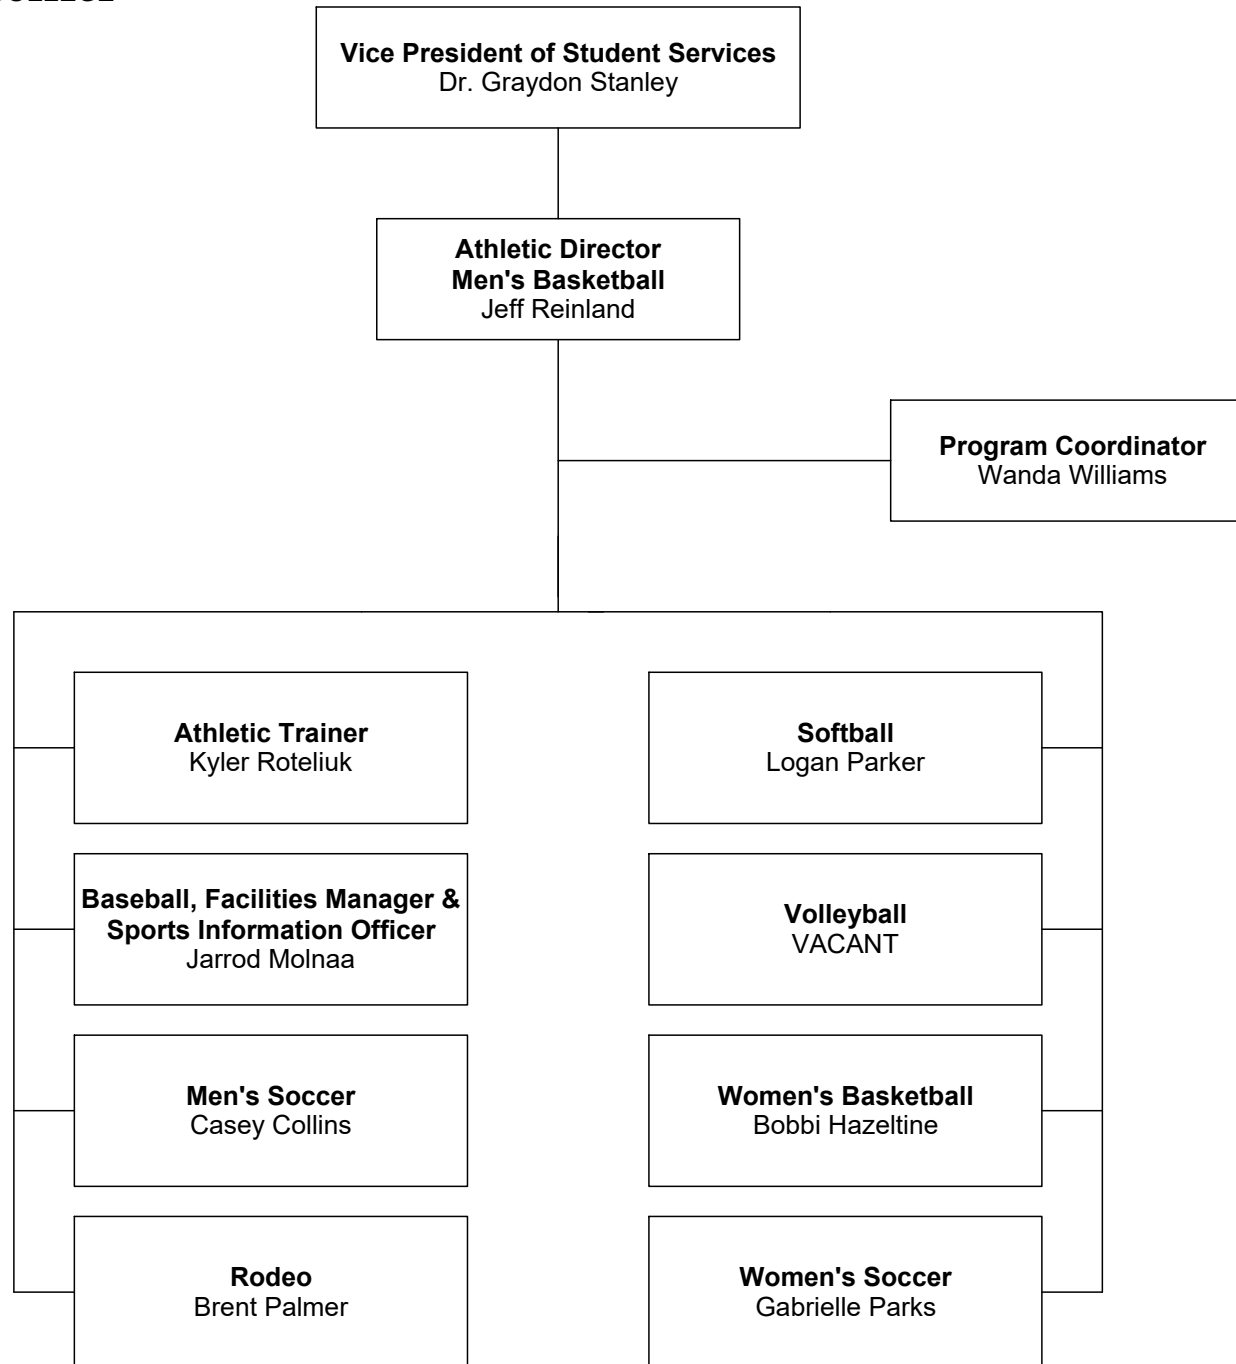 Vice President of Student Services
Dr. Graydon Stanley
Athletic Director
Men's Basketball
Jeff Reinland
Program Coordinator
Wanda Williams
Athletic Trainer
Kyler Roteliuk
Softball
Logan Parker
Baseball, Facilities Manager &
Sports Information Officer
Jarrod Molnaa
Volleyball
VACANT
Men's Soccer
Casey Collins
Women's Basketball
Bobbi Hazeltine
Rodeo
Brent Palmer
Women's Soccer
Gabrielle Parks